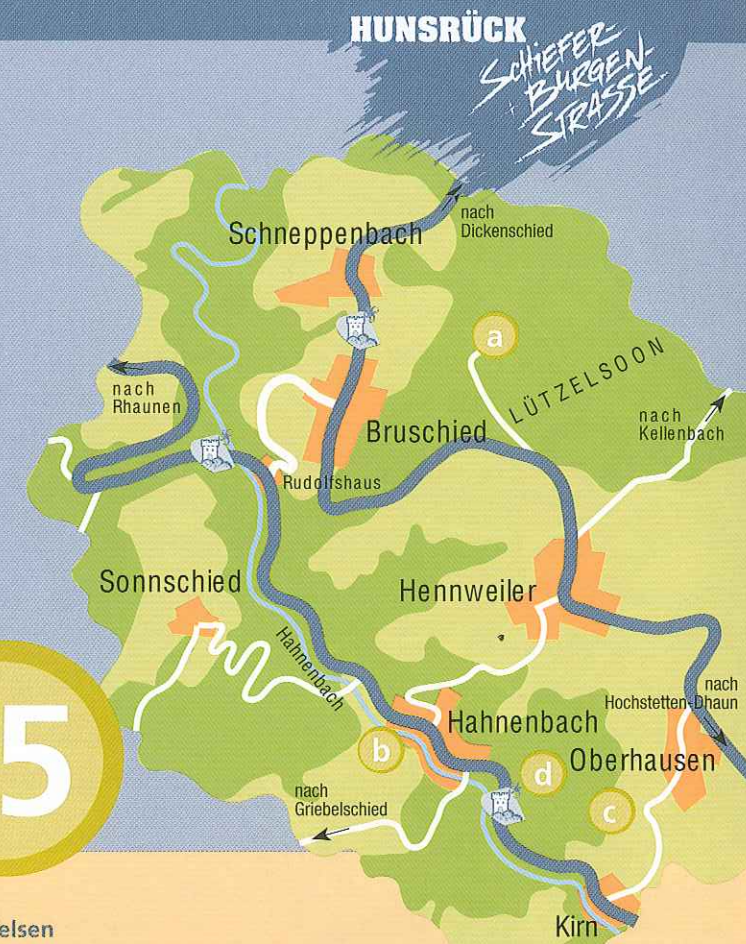 HUNSRÜCK
SCHIEFER-
+ BURGEN-
STRASSE
nach
Dickenschied
Schneppenbach
a
LÜTZELSOON
nach
Rhaunen
nach
Kellenbach
Bruschied
Rudolfshaus
Sonnschied
Hennweiler
Hahnenbach
nach
Hochstetten-Dhaun
5
Hahnenbach
b
d
Oberhausen
nach
Griebelschied
c
elsen
Kirn